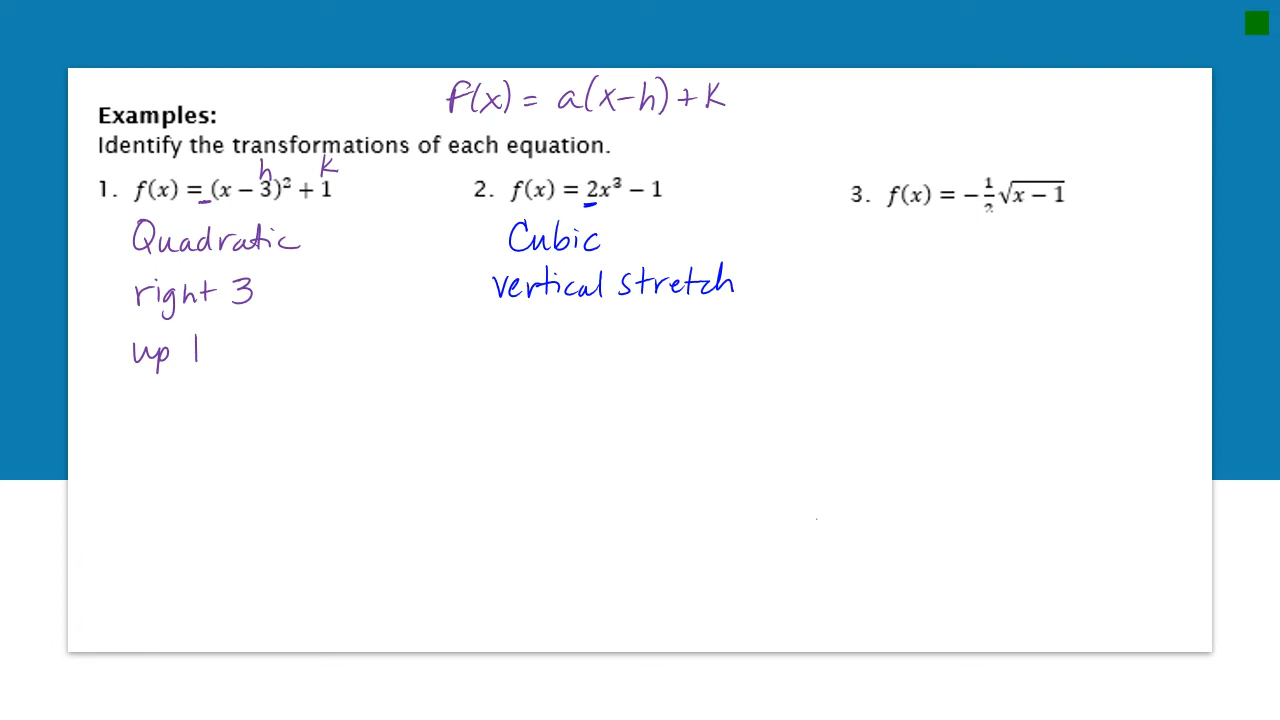 f(x) = a(x-h)+k
Examples:
Identify the transformations of each equation.
h k
1. f(x) = _(x − 3)² + 1
2. f(x) = 2x³ − 1
3. f(x) = −½√x − 1
Quadratic
right 3
up 1
Cubic
vertical stretch